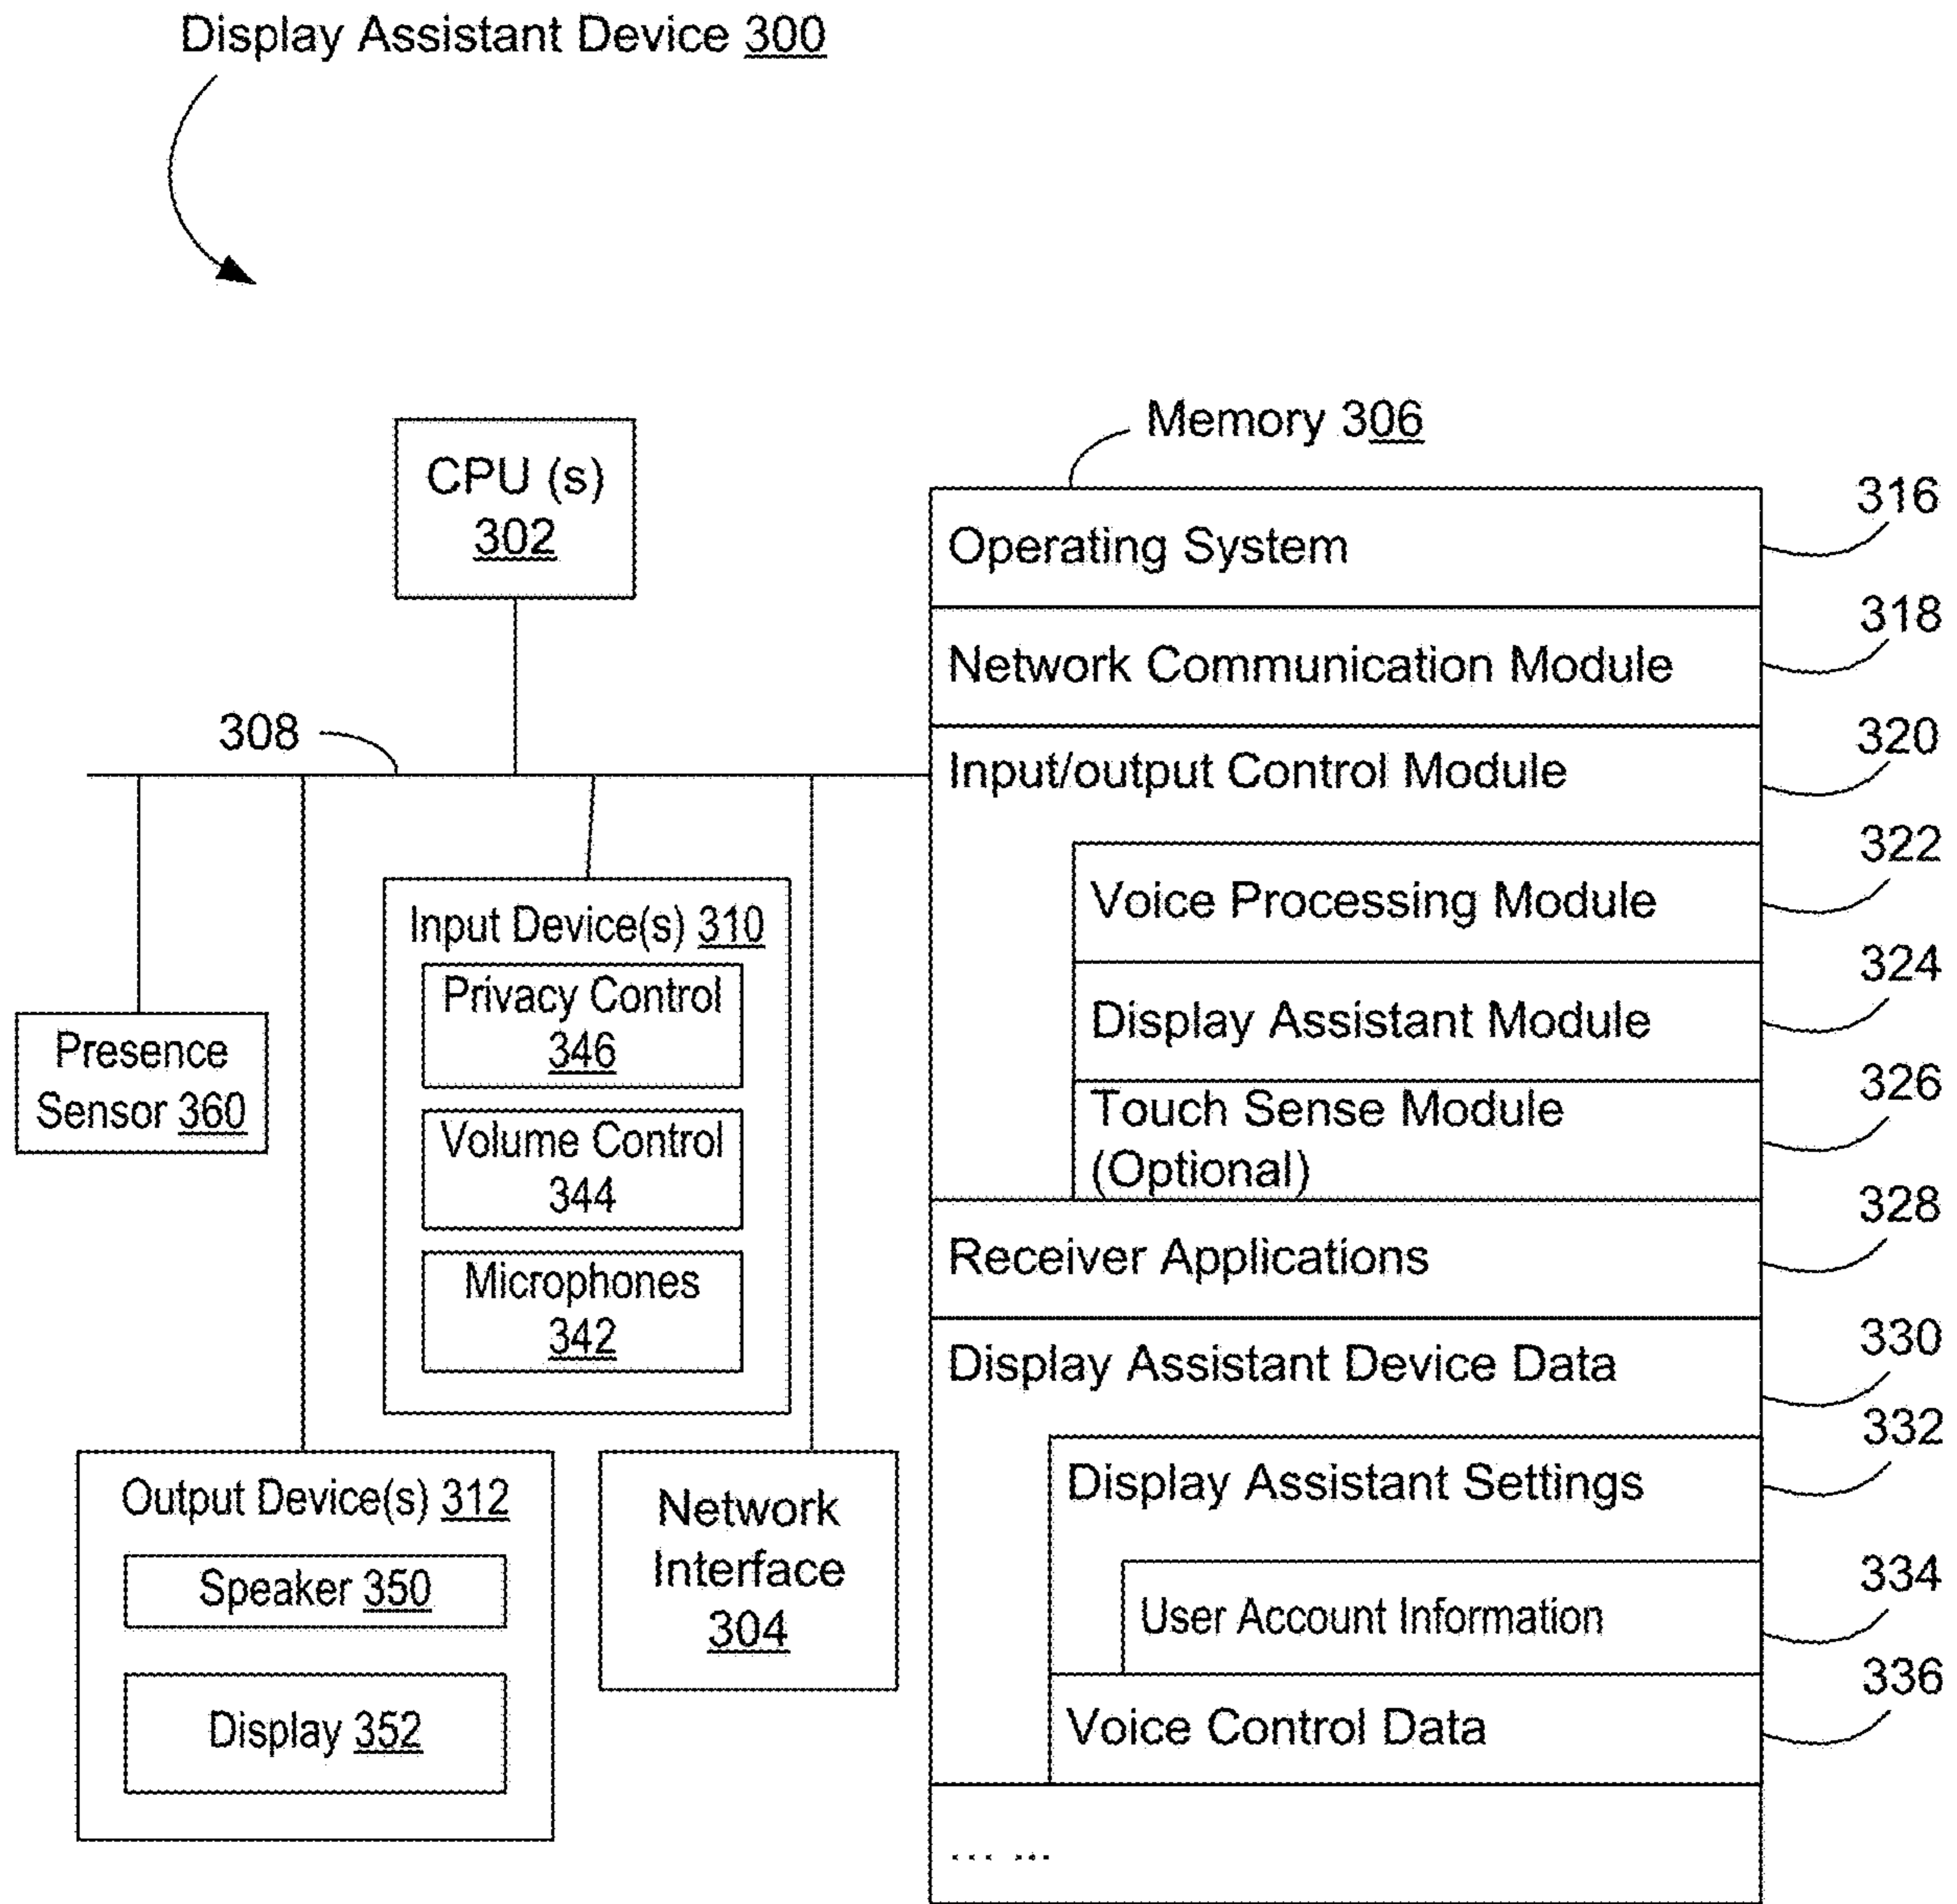 Display Assistant Device 300
CPU (s)
302
308
Presence
Sensor 360
Input Device(s) 310
Privacy Control
346
Volume Control
344
Microphones
342
Output Device(s) 312
Speaker 350
Display 352
Network
Interface
304
Memory 306
Operating System
316
Network Communication Module
318
Input/output Control Module
320
Voice Processing Module
322
Display Assistant Module
324
Touch Sense Module
(Optional)
326
Receiver Applications
328
Display Assistant Device Data
330
Display Assistant Settings
332
User Account Information
334
Voice Control Data
336
... ...